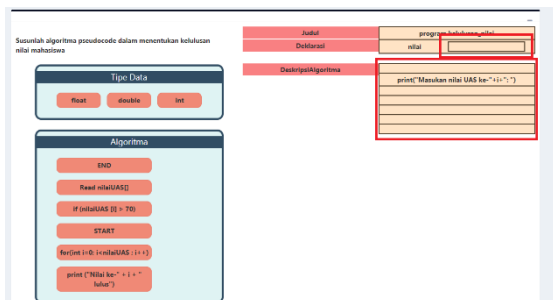 Susunlah algoritma pseudocode dalam menentukan kelulusan
nilai mahasiswa
Judul
program kelulusan_nilai
Deklarasi
nilai
DeskripsiAlgoritma
print("Masukan nilai UAS ke-"+i+": ")
Tipe Data
float
double
int
Algoritma
END
Read nilaiUAS[]
if (nilaiUAS [i] > 70)
START
for(int i=0; i<nilaiUAS ; i++)
print ("Nilai ke-" + i + "
lulus")